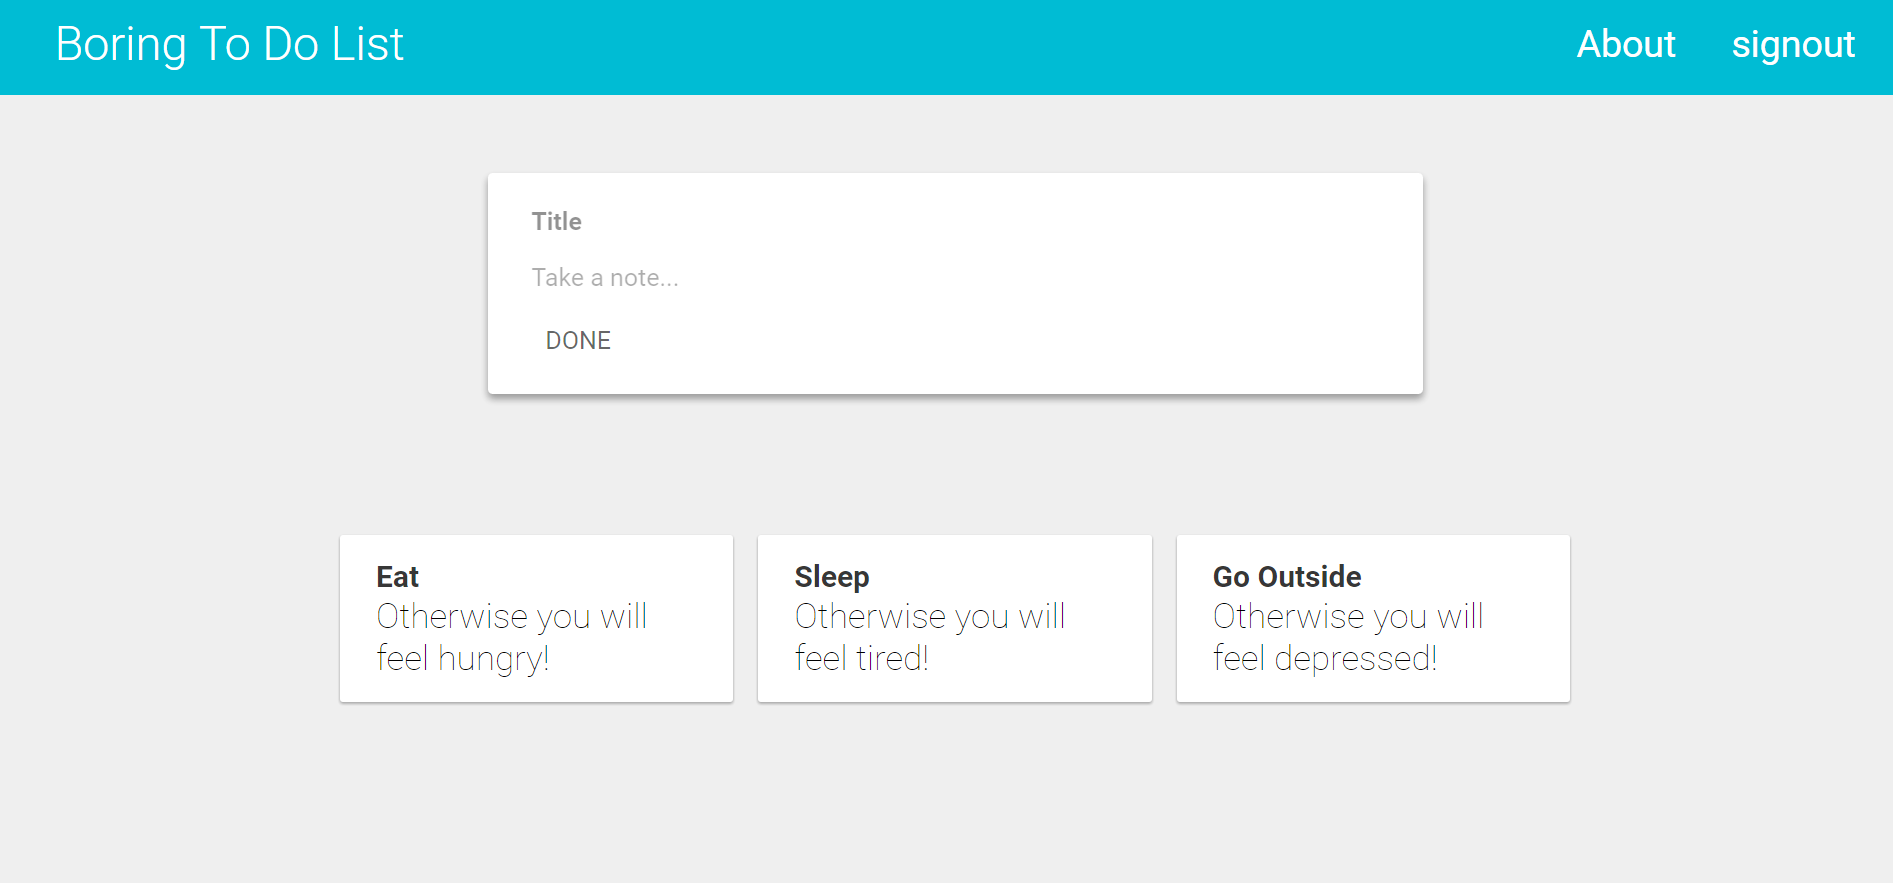 Boring To Do List
About
signout
Title
Take a note...
DONE
Eat
Otherwise you will
feel hungry!
Sleep
Otherwise you will
feel tired!
Go Outside
Otherwise you will
feel depressed!